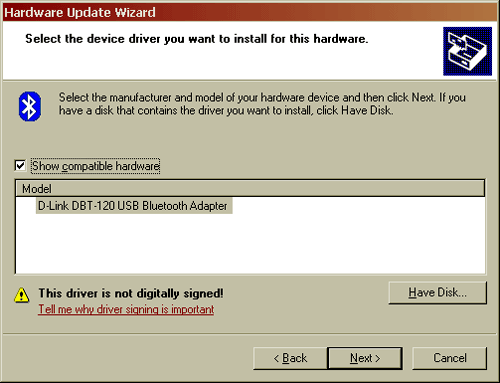 Hardware Update Wizard
Select the device driver you want to install for this hardware.
Select the manufacturer and model of your hardware device and then click Next. If you
have a disk that contains the driver you want to install, click Have Disk.
Show compatible hardware
Model
D-Link DBT-120 USB Bluetooth Adapter
This driver is not digitally signed!
Have Disk...
Tell me why driver signing is important
< Back
Next >
Cancel